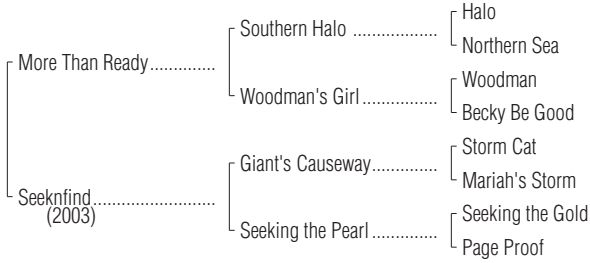 Halo
Southern Halo ..................
Northern Sea
More Than Ready..............
Woodman
Woodman's Girl ................
Becky Be Good
Storm Cat
Giant's Causeway..............
Mariah's Storm
Seeknfind..........................
(2003)
Seeking the Gold
Seeking the Pearl ..............
Page Proof